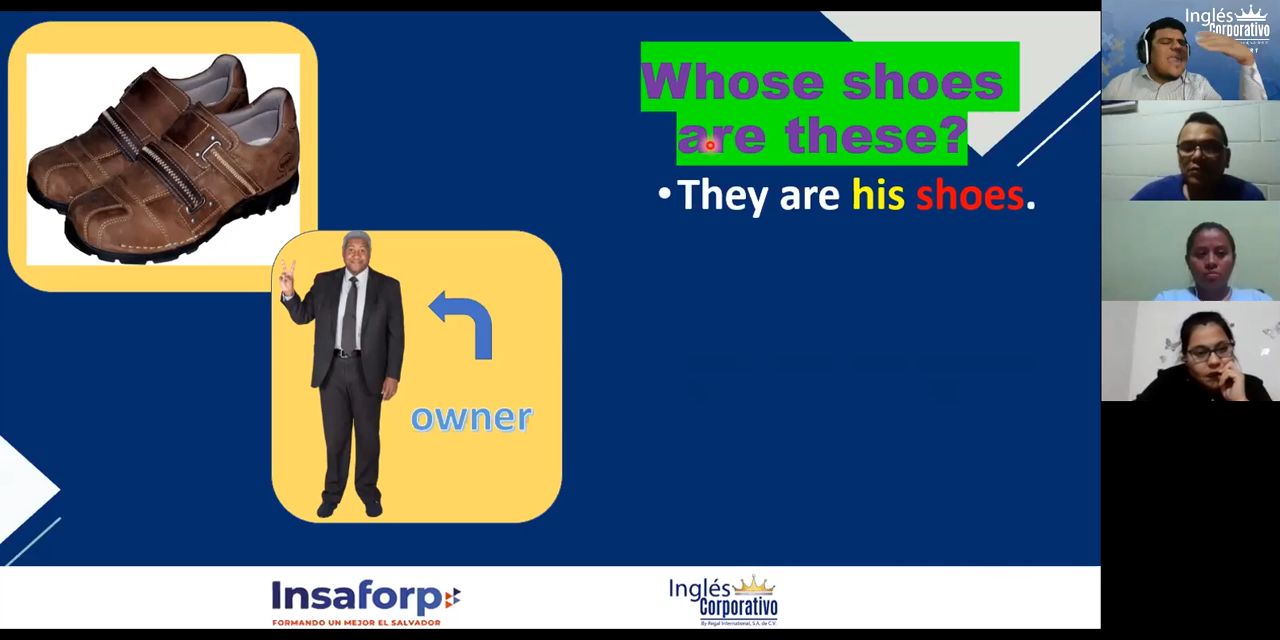 Whose shoes
are these?
•They are his shoes.
owner
Insaforp
FORMANDO UN MEJOR EL SALVADOR
Inglés
Corporativo
By Regal International, S.A. de C.V.
Inglés
Corporativo